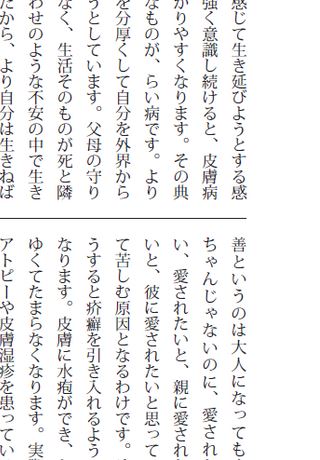 感じて生き延びようとする感
強く意識し続けると、皮膚病
かりやすくなります。その典
なものが、らい病です。より
を分厚くして自分を外界から
うとしています。父母の守り
なく、生活そのものが死と隣
わせのような不安の中で生き
だから、より自分は生きねば
善というのは大人になっても
ちゃんじゃないのに、愛され
い、愛されたいと、親に愛され
いと、彼に愛されたいと思って
て苦しむ原因となるわけです。
うすると疥癬を引き入れるよう
なります。皮膚に水疱ができ、
ゆくてたまらなくなります。実
アトピーや皮膚湿疹を患ってい